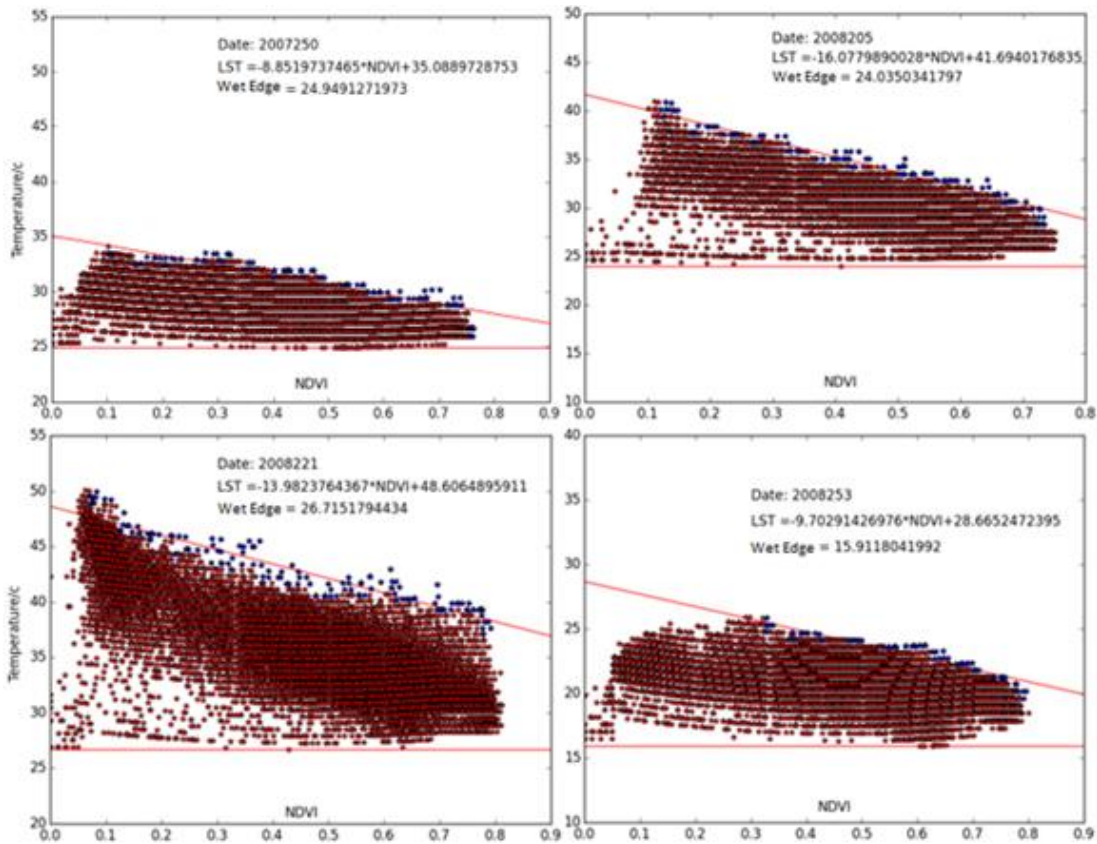 55
50
45
40
35
30
25
20
Temperature/c
Date: 2007250
LST =-8.8519737465*NDVI+35.0889728753
Wet Edge = 24.9491271973
NDVI
0.0 0.1 0.2 0.3 0.4 0.5 0.6 0.7 0.8 0.9
50
45
40
35
30
25
20
15
10
Date: 2008205
LST =-16.0779890028*NDVI+41.6940176835
Wet Edge = 24.0350341797
NDVI
0.0 0.1 0.2 0.3 0.4 0.5 0.6 0.7 0.8
55
50
45
40
35
30
25
20
Temperature/c
Date: 2008221
LST =-13.9823764367*NDVI+48.6064895911
Wet Edge = 26.7151794434
NDVI
0.0 0.1 0.2 0.3 0.4 0.5 0.6 0.7 0.8 0.9
40
35
30
25
20
15
10
Date: 2008253
LST =-9.70291426976*NDVI+28.6652472395
Wet Edge = 15.9118041992
NDVI
0.0 0.1 0.2 0.3 0.4 0.5 0.6 0.7 0.8 0.9